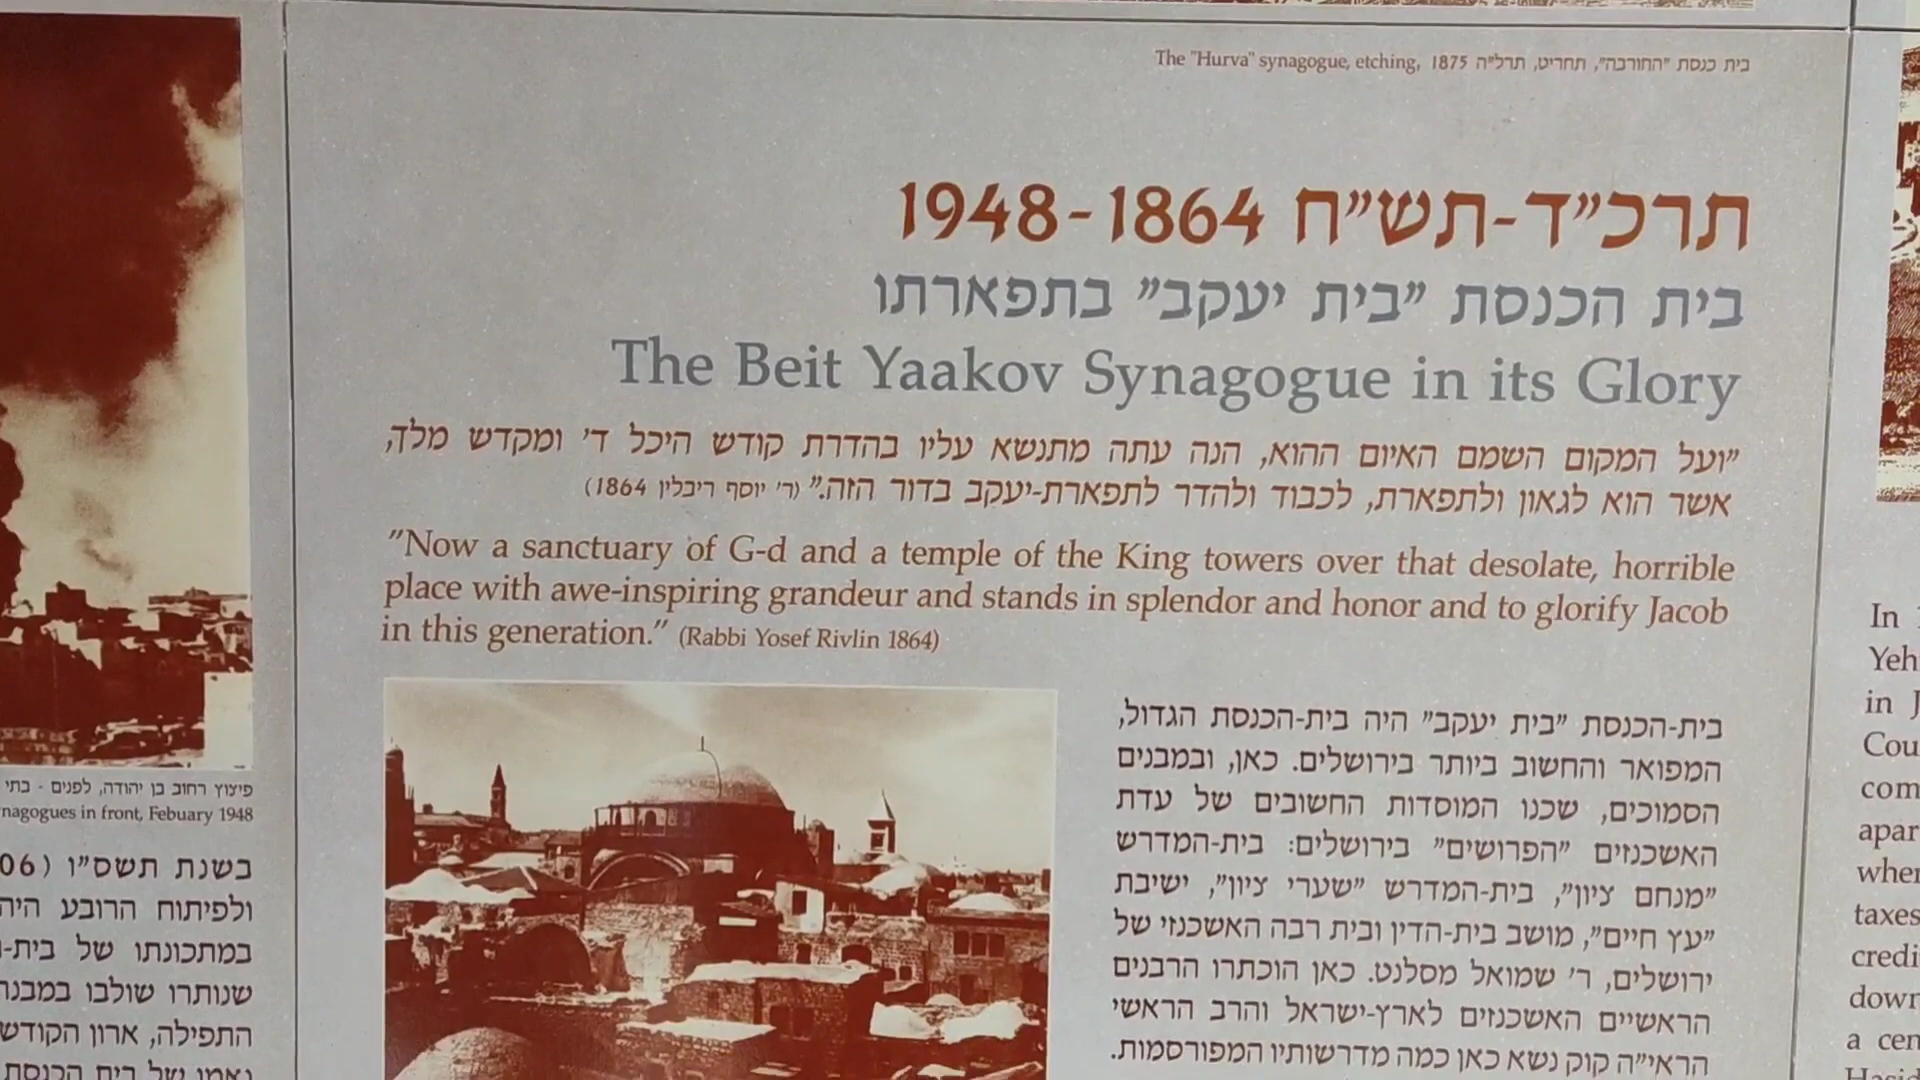 The "Hurva" synagogue, etching, 1875 בית כנסת "החורבה", תחריט, תרל"ה
תרכ"ד-תש"ח 1864-1948
בית הכנסת "בית יעקב" בתפארתו
The Beit Yaakov Synagogue in its Glory
"ועל המקום השמם האיום ההוא, הנה עתה מתנשא עליו בהדרת קודש היכל ד' ומקדש מלך,
אשר הוא לגאון ולתפארת, לכבוד ולהדר לתפארת-יעקב בדור הזה." (ר' יוסף ריבלין 1864)
"Now a sanctuary of G-d and a temple of the King towers over that desolate, horrible
place with awe-inspiring grandeur and stands in splendor and honor and to glorify Jacob
in this generation." (Rabbi Yosef Rivlin 1864)
בית-הכנסת "בית יעקב" היה בית-הכנסת הגדול,
המפואר והחשוב ביותר בירושלים. כאן, ובמבנים
הסמוכים, שכנו המוסדות החשובים של עדת
האשכנזים "הפרושים" בירושלים: בית-המדרש
"מנחם ציון", בית-המדרש "שערי ציון", ישיבת
"עץ חיים", מושב בית-הדין ובית רבה האשכנזי של
ירושלים, ר' שמואל מסלנט. כאן הוכתרו הרבנים
הראשיים האשכנזים לארץ-ישראל והרב הראשי
הראי"ה קוק נשא כאן כמה מדרשותיו המפורסמות.
פיצוץ רחוב בן יהודה, לפנים - בתי
nagogues in front, Febuary 1948
בשנת תשס"ו (06
ולפיתוח הרובע היה
במתכונתו של בית-
שנותרו שולבו במבנה
התפילה, ארון הקודש
נאמן של בית הכנסת
In
Yeh
in J
Cou
com
apar
wher
taxes
credi
down
a cen
Hasid